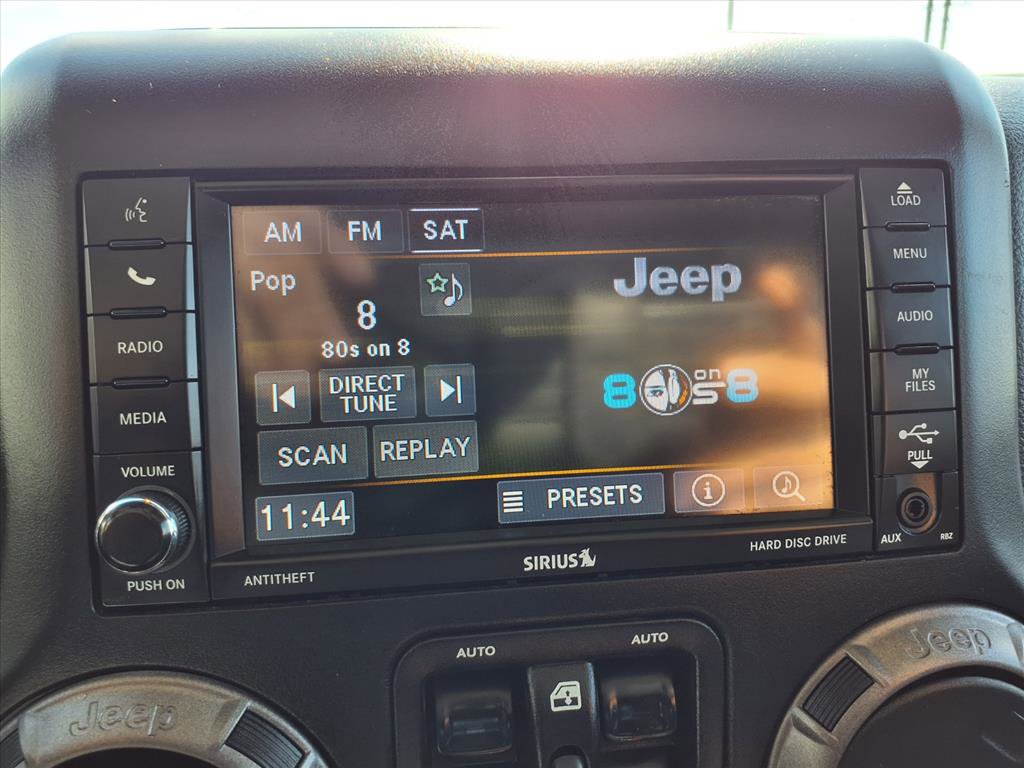 AM FM SAT
Pop
8
80s on 8
DIRECT
TUNE
SCAN REPLAY
11:44
PRESETS
i
Jeep
80s on 8
RADIO
MEDIA
VOLUME
PUSH ON
LOAD
MENU
AUDIO
MY
FILES
PULL
AUX RBZ
ANTITHEFT
SIRIUS
HARD DISC DRIVE
AUTO AUTO
Jeep
Jeep